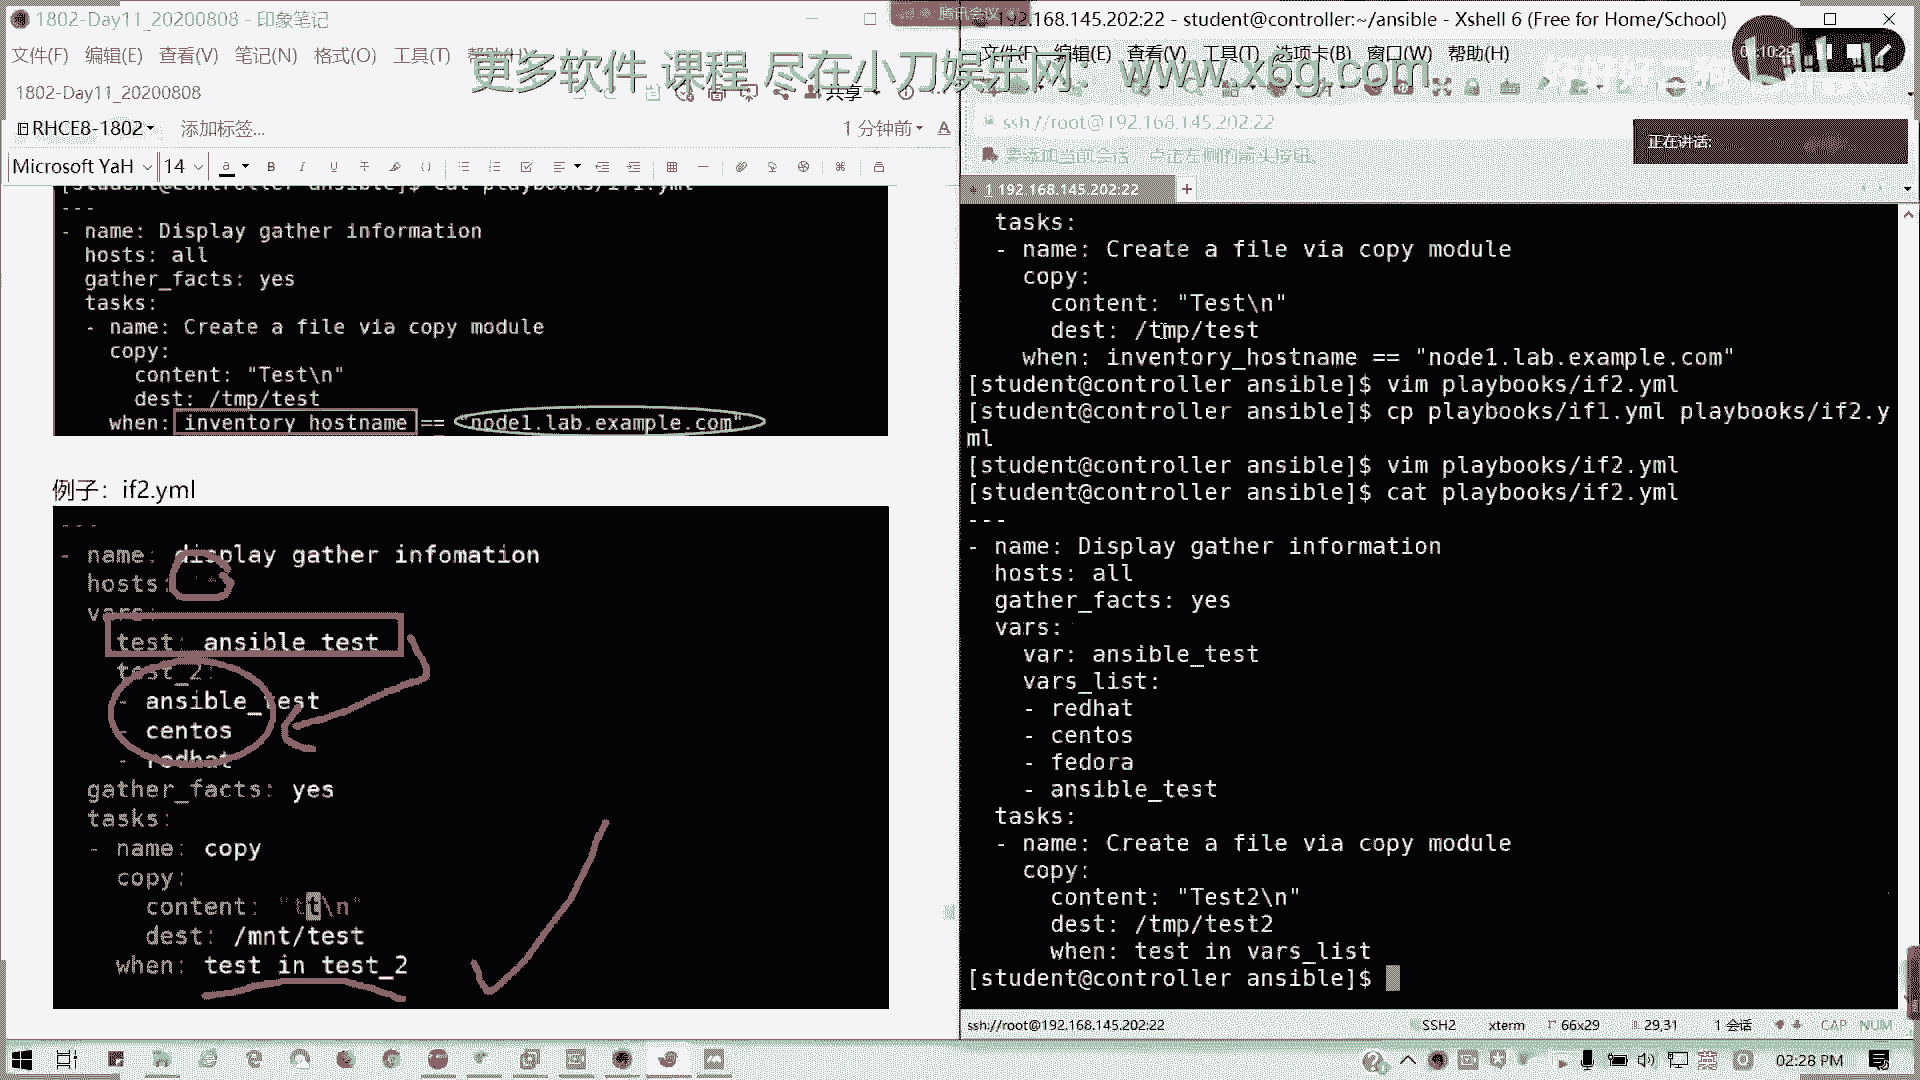 1802-Day11_20200808 - 印象笔记
文件(F) 编辑(E) 查看(V) 笔记(N) 格式(O) 工具(T) 帮助(H)
1802-Day11_20200808
共享
RHCE8-1802 添加标签...
1 分钟前
Microsoft YaH 14
[student@controller ansible]$ cat playbooks/if1.yml
---
- name: Display gather information
hosts: all
gather_facts: yes
tasks:
- name: Create a file via copy module
copy:
content: "Test\n"
dest: /tmp/test
when: inventory_hostname == "node1.lab.example.com"
例子：if2.yml
---
- name: display gather infomation
hosts:
vars:
test: ansible_test
test_2:
- ansible_test
- centos
- redhat
gather_facts: yes
tasks:
- name: copy
copy:
content: "tt\n"
dest: /mnt/test
when: test in test_2
更多软件 课程 尽在小刀娱乐网：www.x6g.com
腾讯会议
192.168.145.202:22 - student@controller:~/ansible - Xshell 6 (Free for Home/School)
文件(F) 编辑(E) 查看(V) 工具(T) 选项卡(B) 窗口(W) 帮助(H)
ssh://root@192.168.145.202:22
要添加当前会话，点击左侧的箭头按钮。
正在讲话:
1 192.168.145.202:22
tasks:
- name: Create a file via copy module
copy:
content: "Test\n"
dest: /tmp/test
when: inventory_hostname == "node1.lab.example.com"
[student@controller ansible]$ vim playbooks/if2.yml
[student@controller ansible]$ cp playbooks/if1.yml playbooks/if2.y
ml
[student@controller ansible]$ vim playbooks/if2.yml
[student@controller ansible]$ cat playbooks/if2.yml
---
- name: Display gather information
hosts: all
gather_facts: yes
vars:
var: ansible_test
vars_list:
- redhat
- centos
- fedora
- ansible_test
tasks:
- name: Create a file via copy module
copy:
content: "Test2\n"
dest: /tmp/test2
when: test in vars_list
[student@controller ansible]$
ssh://root@192.168.145.202:22 SSH2 xterm 66x29 29,31 1 会话 CAP NUM
02:28 PM